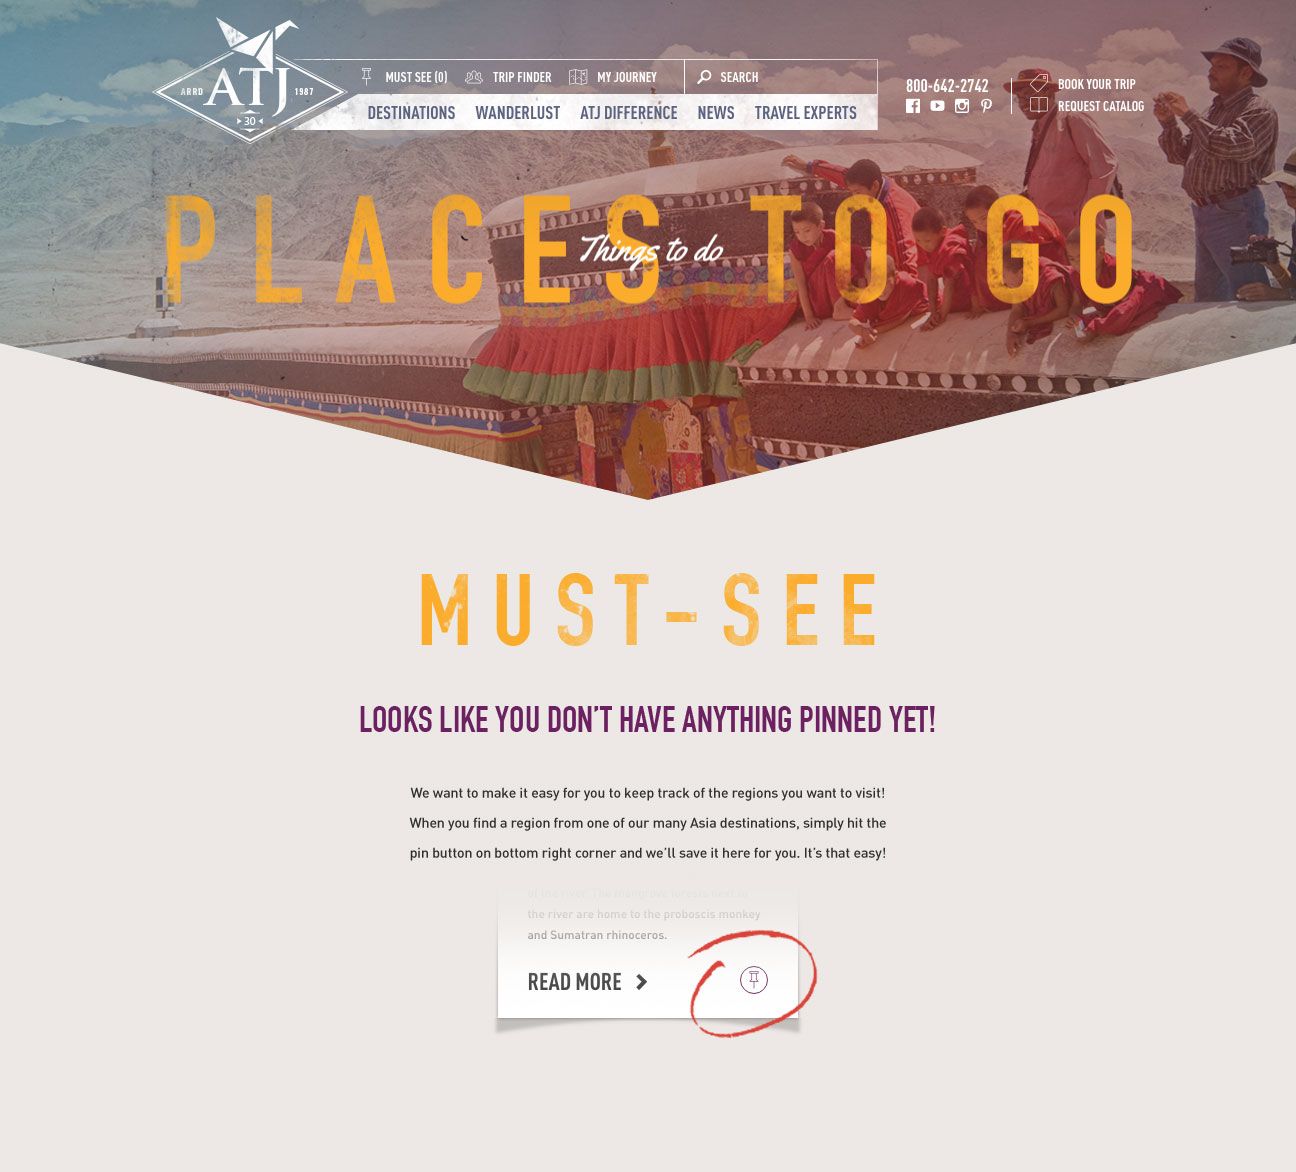 ARRD
ATJ
1987
30
MUST SEE (0)
TRIP FINDER
MY JOURNEY
SEARCH
DESTINATIONS
WANDERLUST
ATJ DIFFERENCE
NEWS
TRAVEL EXPERTS
800-642-2742
BOOK YOUR TRIP
REQUEST CATALOG
PLACES TO GO
Things to do
MUST-SEE
LOOKS LIKE YOU DON'T HAVE ANYTHING PINNED YET!
We want to make it easy for you to keep track of the regions you want to visit!
When you find a region from one of our many Asia destinations, simply hit the
pin button on bottom right corner and we'll save it here for you. It's that easy!
of the river. The mangrove forests next to
the river are home to the proboscis monkey
and Sumatran rhinoceros.
READ MORE